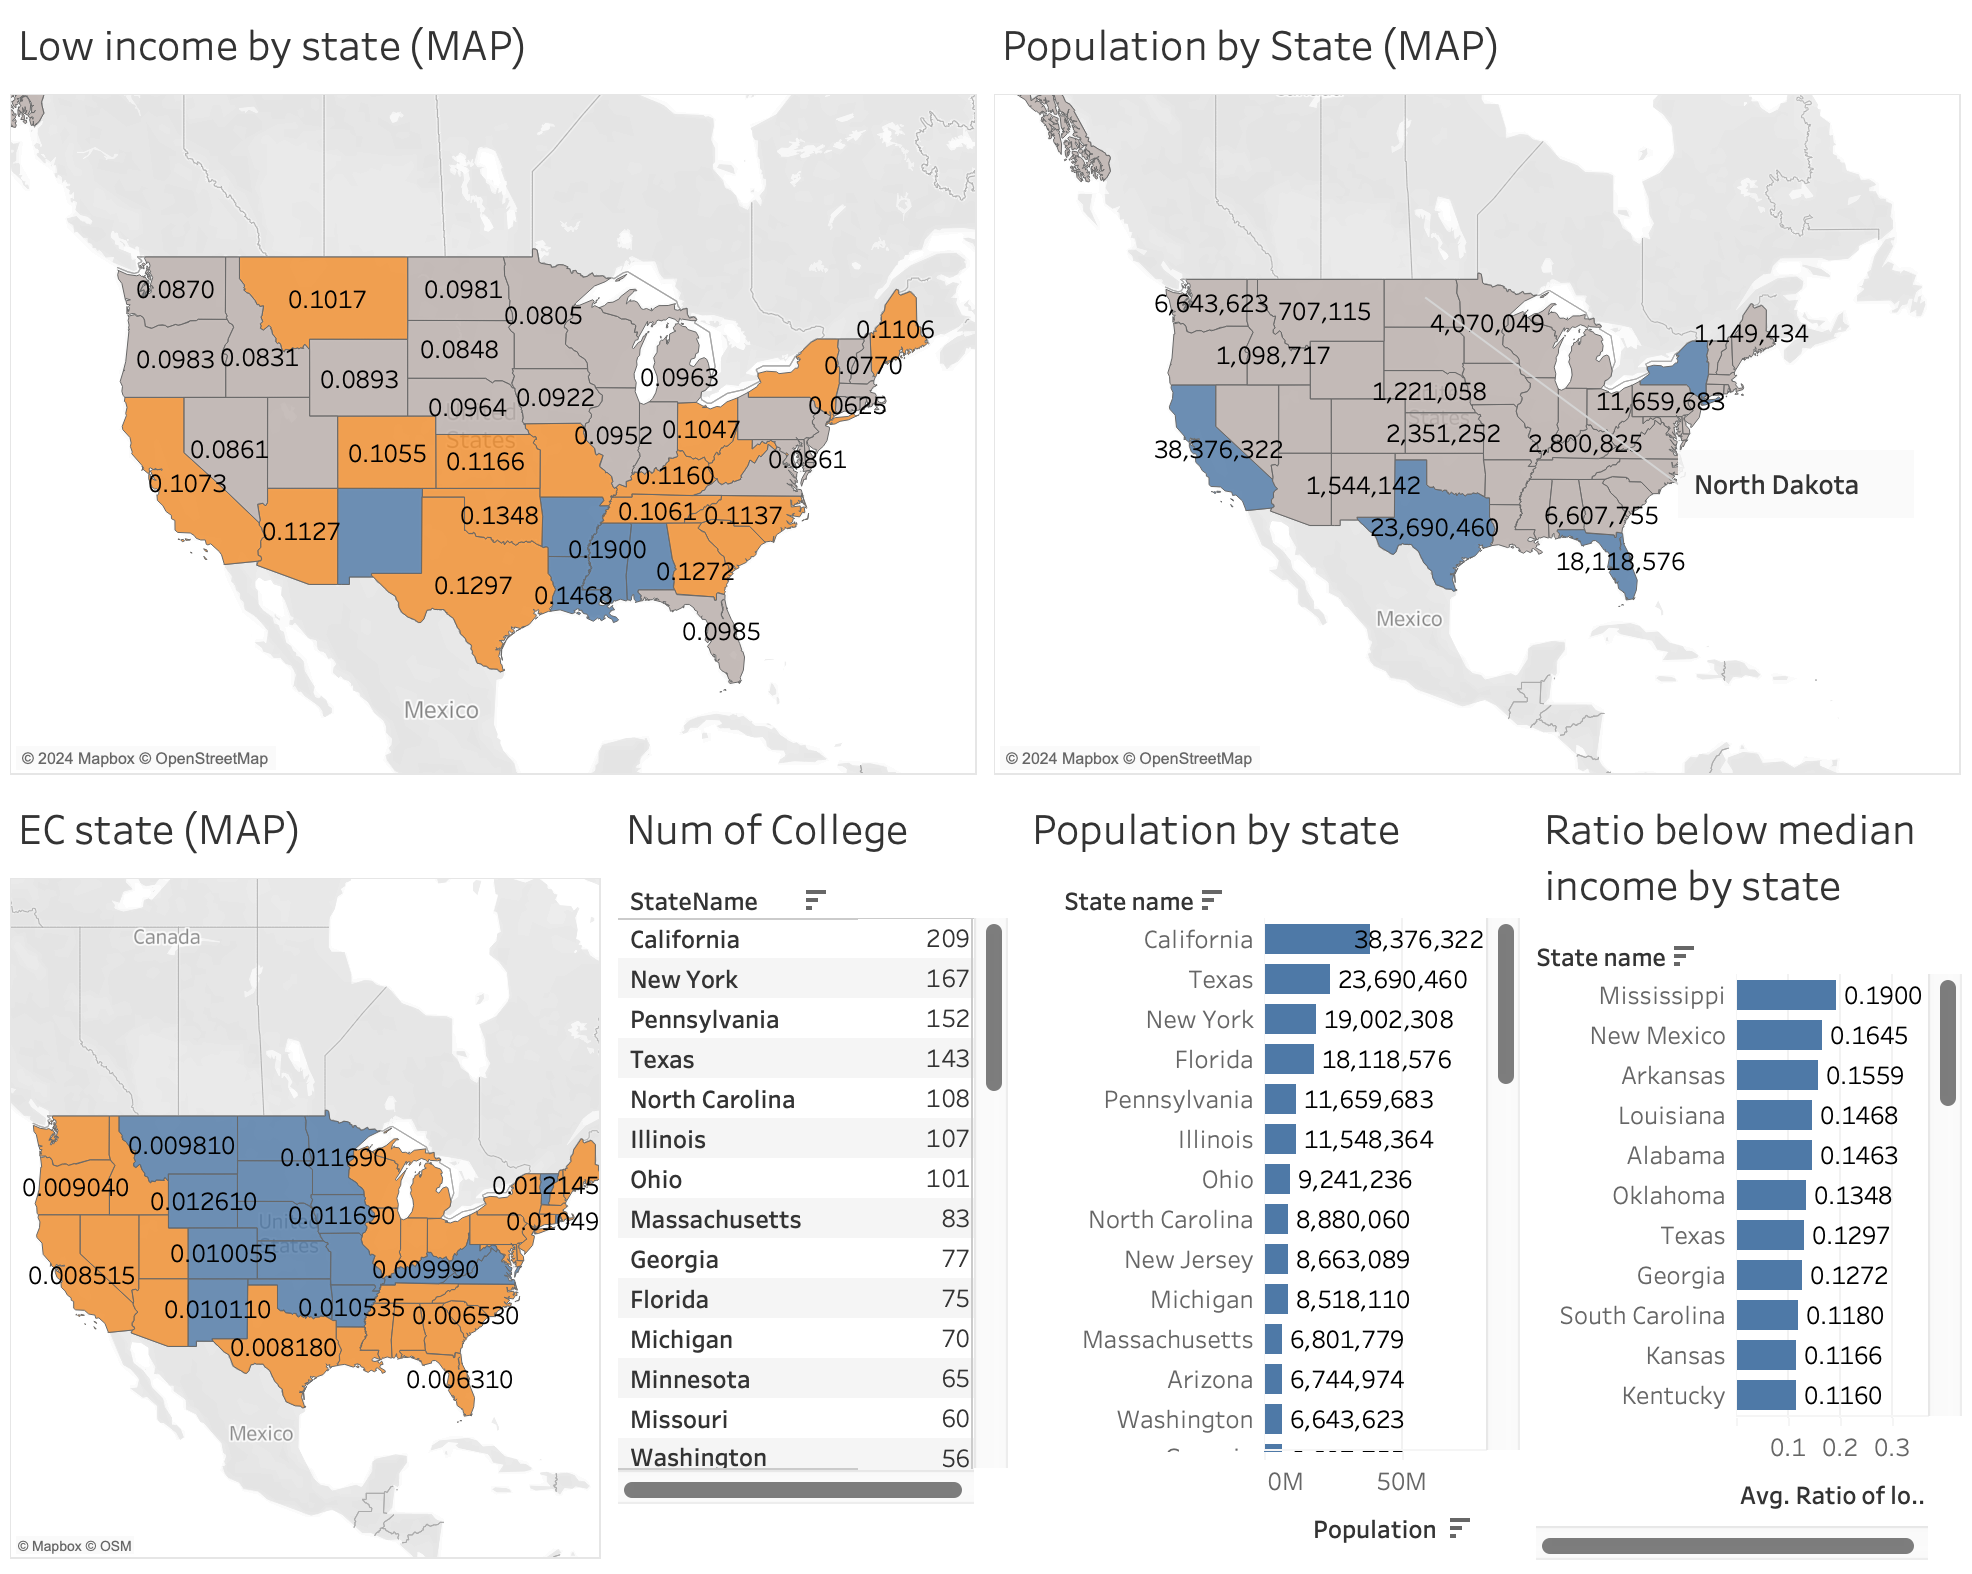 Low income by state (MAP)
0.0870
0.1017
0.0981
0.0805
0.1106
0.0983
0.0831
0.0848
0.0770
0.0893
0.0963
0.0964
0.0922
0.0625
United
States
0.0861
0.0952
0.1047
0.1055
0.1166
0.0861
0.1073
0.1160
0.1127
0.1348
0.1061
0.1137
0.1900
0.1297
0.1468
0.1272
0.0985
Mexico
© 2024 Mapbox © OpenStreetMap
Population by State (MAP)
6,643,623
707,115
4,070,049
1,149,434
1,098,717
1,221,058
11,659,683
States
38,376,322
2,351,252
2,800,825
1,544,142
North Dakota
23,690,460
6,607,755
18,118,576
Mexico
© 2024 Mapbox © OpenStreetMap
EC state (MAP)
Canada
0.009810
0.011690
0.012145
0.009040
0.012610
0.011690
0.01049
United
States
0.010055
0.008515
0.009990
0.010110
0.010535
0.006530
0.008180
0.006310
Mexico
© Mapbox © OSM
Num of College
StateName
California 209
New York 167
Pennsylvania 152
Texas 143
North Carolina 108
Illinois 107
Ohio 101
Massachusetts 83
Georgia 77
Florida 75
Michigan 70
Minnesota 65
Missouri 60
Washington 56
Population by state
State name
California 38,376,322
Texas 23,690,460
New York 19,002,308
Florida 18,118,576
Pennsylvania 11,659,683
Illinois 11,548,364
Ohio 9,241,236
North Carolina 8,880,060
New Jersey 8,663,089
Michigan 8,518,110
Massachusetts 6,801,779
Arizona 6,744,974
Washington 6,643,623
0M 50M
Population
Ratio below median
income by state
State name
Mississippi 0.1900
New Mexico 0.1645
Arkansas 0.1559
Louisiana 0.1468
Alabama 0.1463
Oklahoma 0.1348
Texas 0.1297
Georgia 0.1272
South Carolina 0.1180
Kansas 0.1166
Kentucky 0.1160
0.1 0.2 0.3
Avg. Ratio of lo..